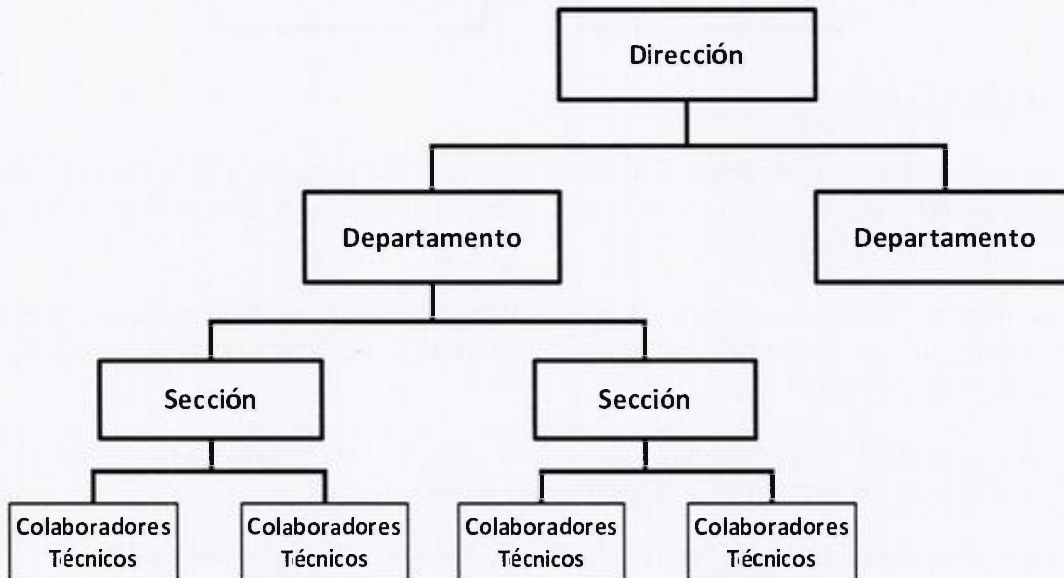 Dirección
Departamento
Departamento
Sección
Sección
Colaboradores
Técnicos
Colaboradores
Técnicos
Colaboradores
Técnicos
Colaboradores
Técnicos